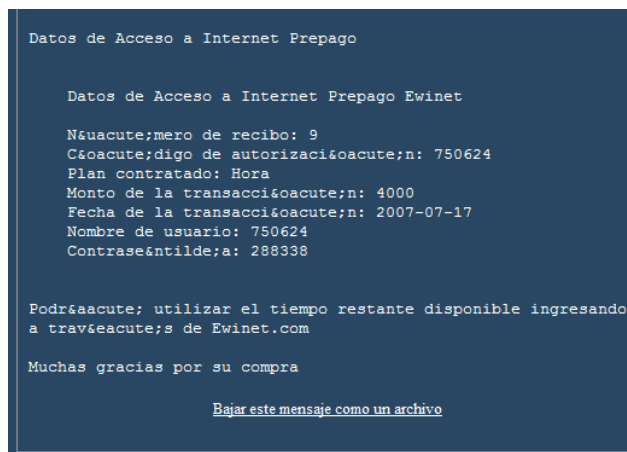 Datos de Acceso a Internet Prepago
Datos de Acceso a Internet Prepago Ewinet
N&uacute;mero de recibo: 9
C&oacute;digo de autorizaci&oacute;n: 750624
Plan contratado: Hora
Monto de la transacci&oacute;n: 4000
Fecha de la transacci&oacute;n: 2007-07-17
Nombre de usuario: 750624
Contrase&ntilde;a: 288338
Podr&aacute; utilizar el tiempo restante disponible ingresando
a trav&eacute;s de Ewinet.com
Muchas gracias por su compra
Bajar este mensaje como un archivo